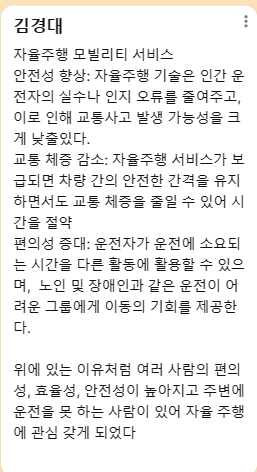 김경대
자율주행 모빌리티 서비스
안전성 향상: 자율주행 기술은 인간 운
전자의 실수나 인지 오류를 줄여주고,
이로 인해 교통사고 발생 가능성을 크
게 낮출있다.
교통 체증 감소: 자율주행 서비스가 보
급되면 차량 간의 안전한 간격을 유지
하면서도 교통 체증을 줄일 수 있어 시
간을 절약
편의성 증대: 운전자가 운전에 소요되
는 시간을 다른 활동에 활용할 수 있으
며,  노인 및 장애인과 같은 운전이 어
려운 그룹에게 이동의 기회를 제공한
다.

위에 있는 이유처럼 여러 사람의 편의
성, 효율성, 안전성이 높아지고 주변에
운전을 못 하는 사람이 있어 자율 주행
에 관심 갖게 되었다